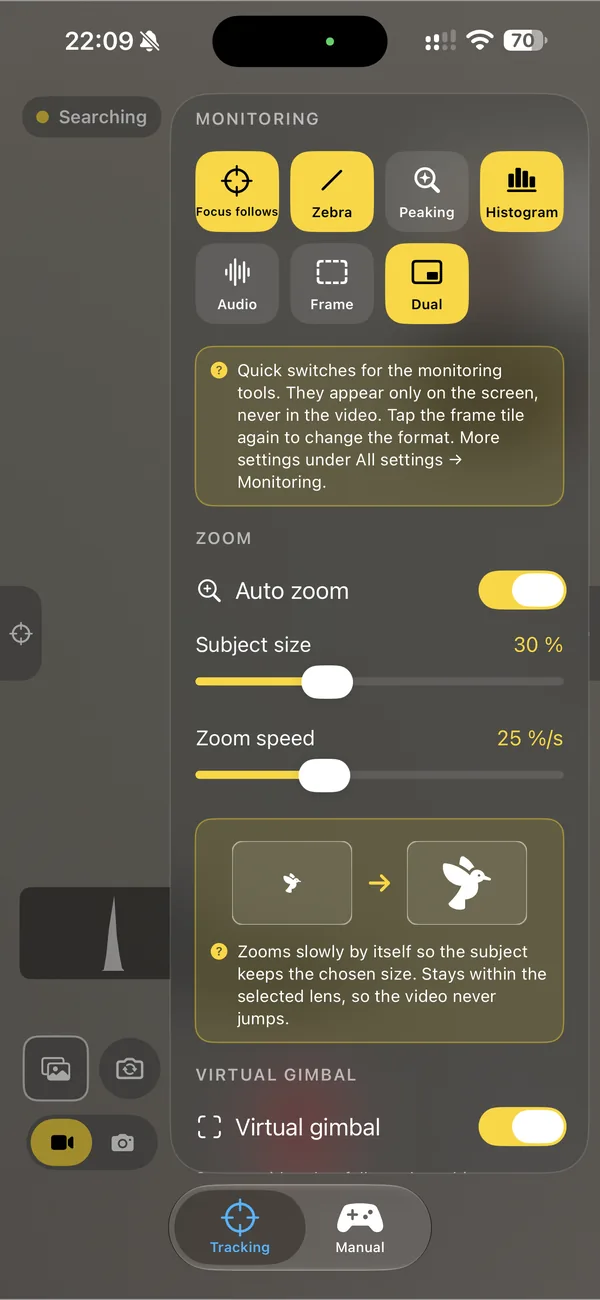 22:09
70
Searching
MONITORING
Focus follows
Zebra
Peaking
Histogram
Audio
Frame
Dual
? Quick switches for the monitoring
tools. They appear only on the screen,
never in the video. Tap the frame tile
again to change the format. More
settings under All settings →
Monitoring.
ZOOM
Auto zoom
Subject size 30 %
Zoom speed 25 %/s
? Zooms slowly by itself so the subject
keeps the chosen size. Stays within the
selected lens, so the video never
jumps.
VIRTUAL GIMBAL
Virtual gimbal
Tracking
Manual